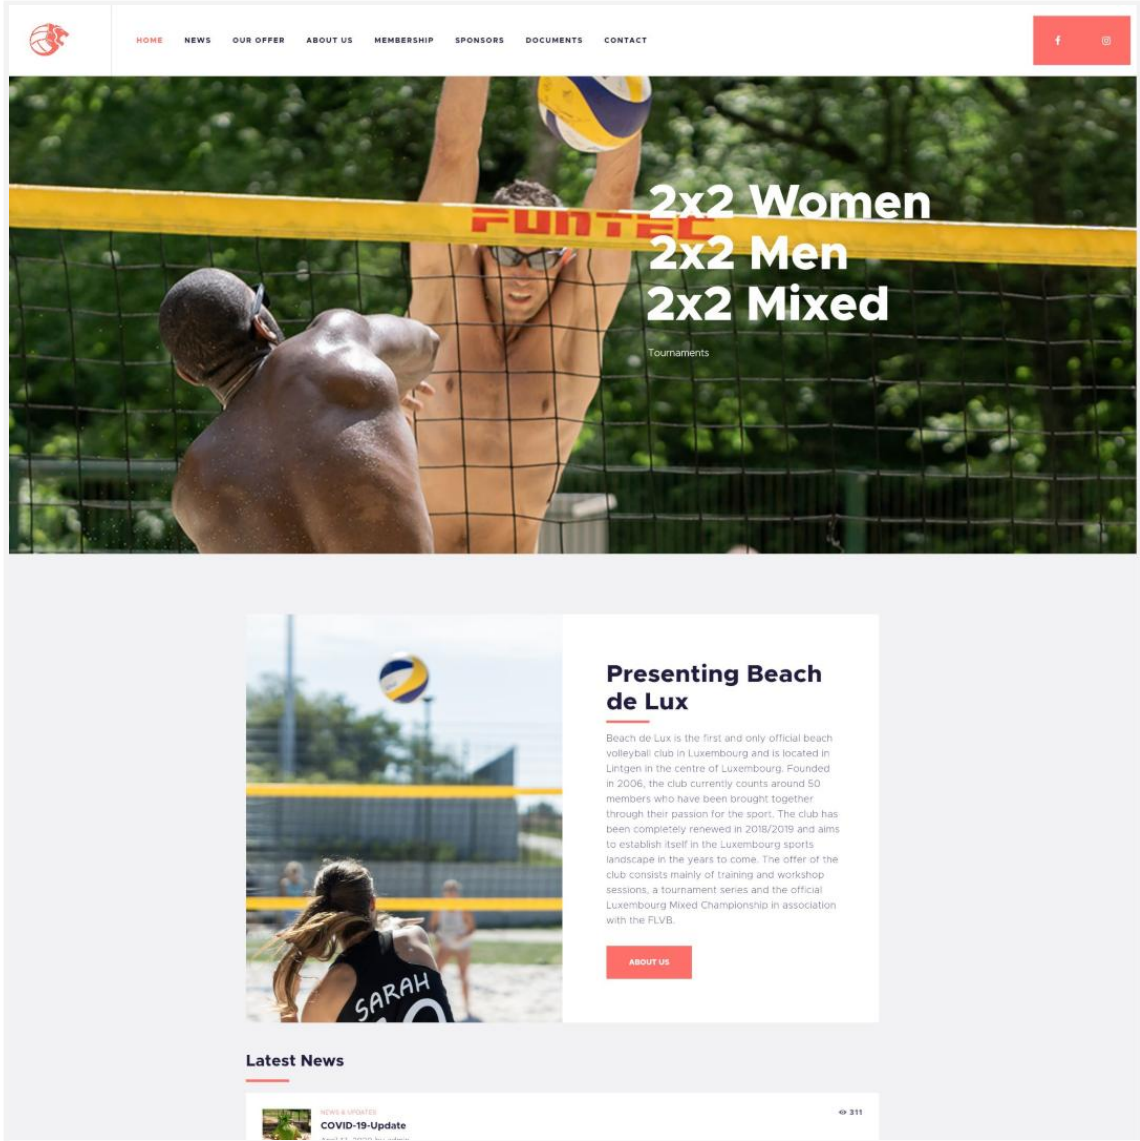 HOME NEWS OUR OFFER ABOUT US MEMBERSHIP SPONSORS DOCUMENTS CONTACT
FUNTEC
2x2 Women
2x2 Men
2x2 Mixed
Tournaments
SARAH
Presenting Beach
de Lux
Beach de Lux is the first and only official beach
volleyball club in Luxembourg and is located in
Lintgen in the centre of Luxembourg. Founded
in 2006, the club currently counts around 50
members who have been brought together
through their passion for the sport. The club has
been completely renewed in 2018/2019 and aims
to establish itself in the Luxembourg sports
landscape in the years to come. The offer of the
club consists mainly of training and workshop
sessions, a tournament series and the official
Luxembourg Mixed Championship in association
with the FLVB.
ABOUT US
Latest News
NEWS & UPDATES
311
COVID-19-Update